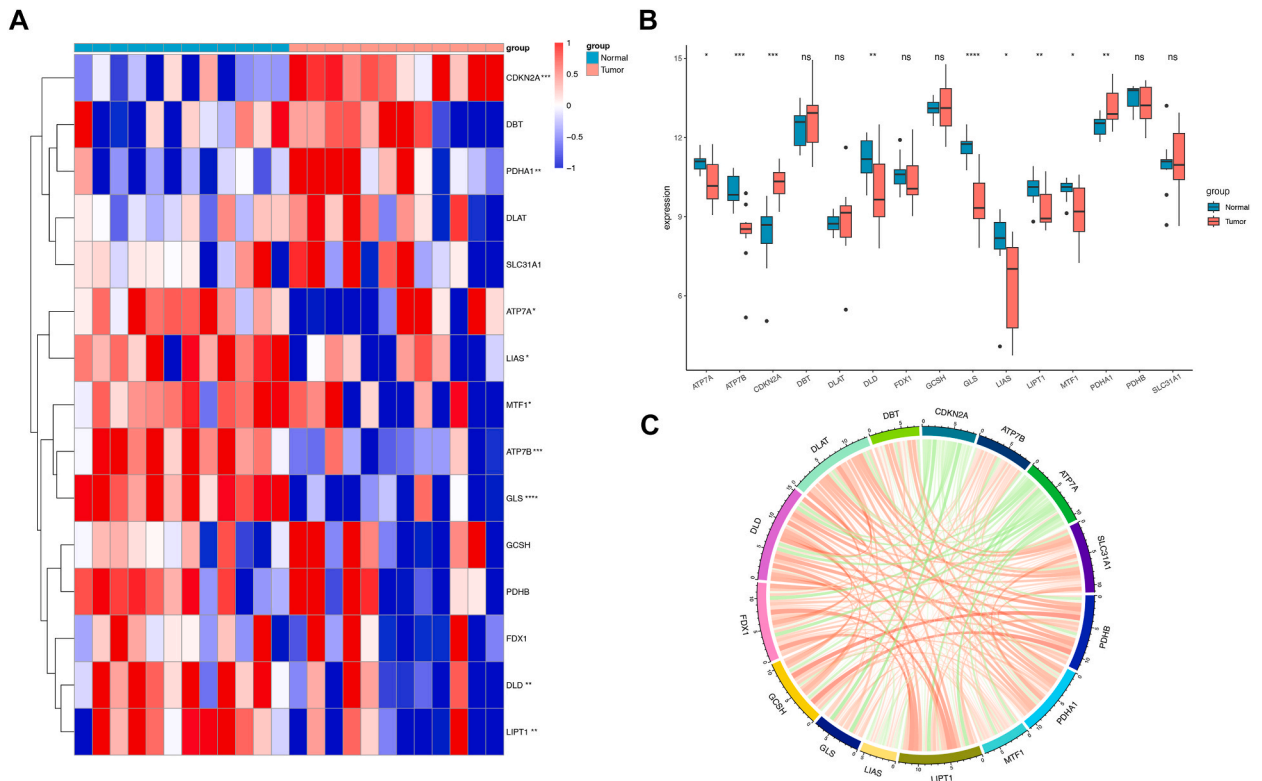 A
group
CDKN2A***
DBT
PDHA1**
DLAT
SLC31A1
ATP7A*
LIAS*
MTF1*
ATP7B***
GLS****
GCSH
PDHB
FDX1
DLD **
LIPT1 **
1
0.5
0
−0.5
−1
group
Normal
Tumor
B
* *** *** ns ns ** ns ns **** * ** * ** ns ns
15
12
9
6
expression
ATP7A ATP7B CDKN2A DBT DLAT DLD FDX1 GCSH GLS LIAS LIPT1 MTF1 PDHA1 PDHB SLC31A1
group
Normal
Tumor
C
CDKN2A
ATP7B
ATP7A
SLC31A1
PDHB
PDHA1
MTF1
LIPT1
LIAS
GLS
GCSH
FDX1
DLD
DLAT
DBT